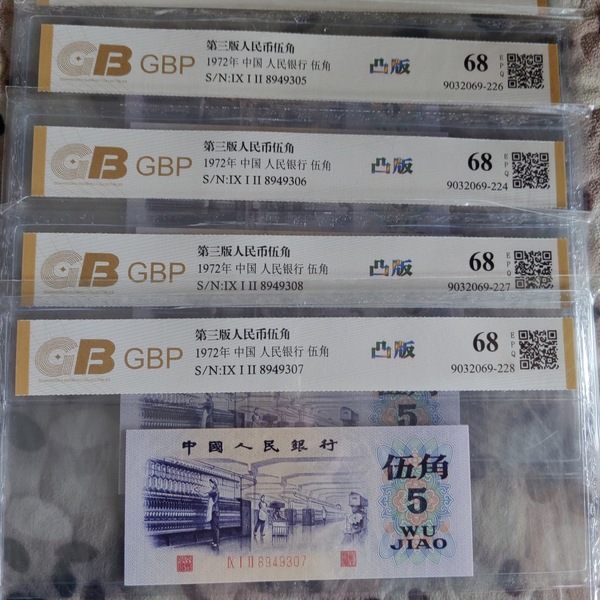 GB GBP
第三版人民币伍角
1972年 中国 人民银行 伍角
S/N:IX I II 8949305
凸版
68
EPQ
9032069-226
GB GBP
第三版人民币伍角
1972年 中国 人民银行 伍角
S/N:IX I II 8949306
凸版
68
EPQ
9032069-224
GB GBP
第三版人民币伍角
1972年 中国 人民银行 伍角
S/N:IX I II 8949308
凸版
68
EPQ
9032069-227
GB GBP
第三版人民币伍角
1972年 中国 人民银行 伍角
S/N:IX I II 8949307
凸版
68
EPQ
9032069-228
5
中國人民銀行
伍角
5
WU
JIAO
IX I II 8949307